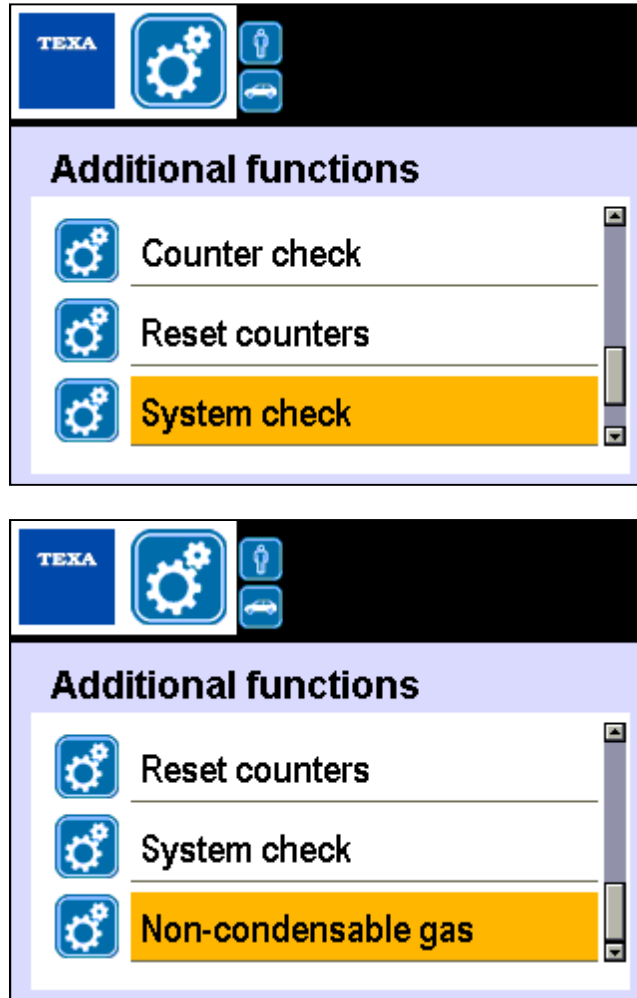 TEXA
Additional functions
Counter check
Reset counters
System check
TEXA
Additional functions
Reset counters
System check
Non-condensable gas